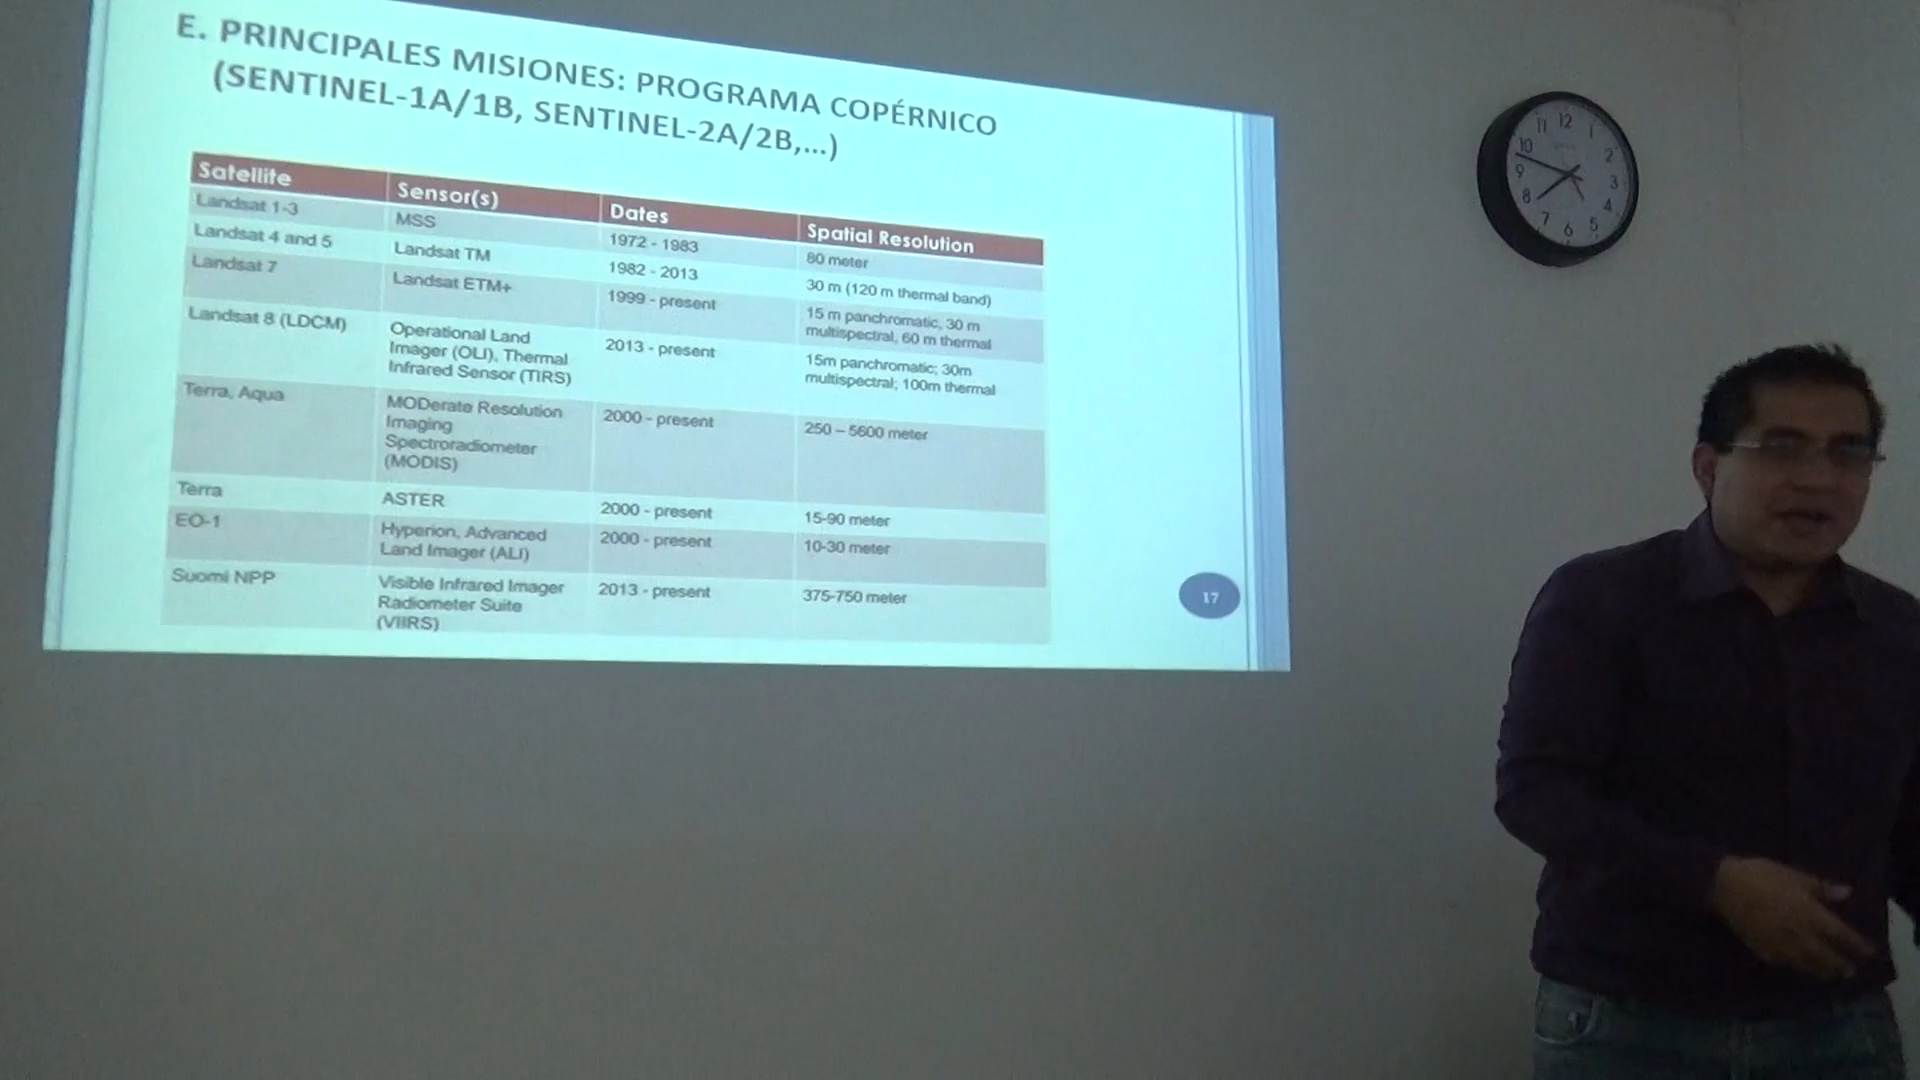 E. PRINCIPALES MISIONES: PROGRAMA COPÉRNICO
(SENTINEL-1A/1B, SENTINEL-2A/2B,...)
Satellite Sensor(s) Dates Spatial Resolution
Landsat 1-3 MSS 1972 - 1983 80 meter
Landsat 4 and 5 Landsat TM 1982 - 2013 30 m (120 m thermal band)
Landsat 7 Landsat ETM+ 1999 - present 15 m panchromatic, 30 m
multispectral, 60 m thermal
Landsat 8 (LDCM) Operational Land 2013 - present 15m panchromatic; 30m
Imager (OLI), Thermal multispectral; 100m thermal
Infrared Sensor (TIRS)
Terra, Aqua MODerate Resolution 2000 - present 250 – 5600 meter
Imaging
Spectroradiometer
(MODIS)
Terra ASTER 2000 - present 15-90 meter
EO-1 Hyperion, Advanced 2000 - present 10-30 meter
Land Imager (ALI)
Suomi NPP Visible Infrared Imager 2013 - present 375-750 meter
Radiometer Suite
(VIIRS)
17
12
1
2
3
4
5
6
7
8
9
10
11